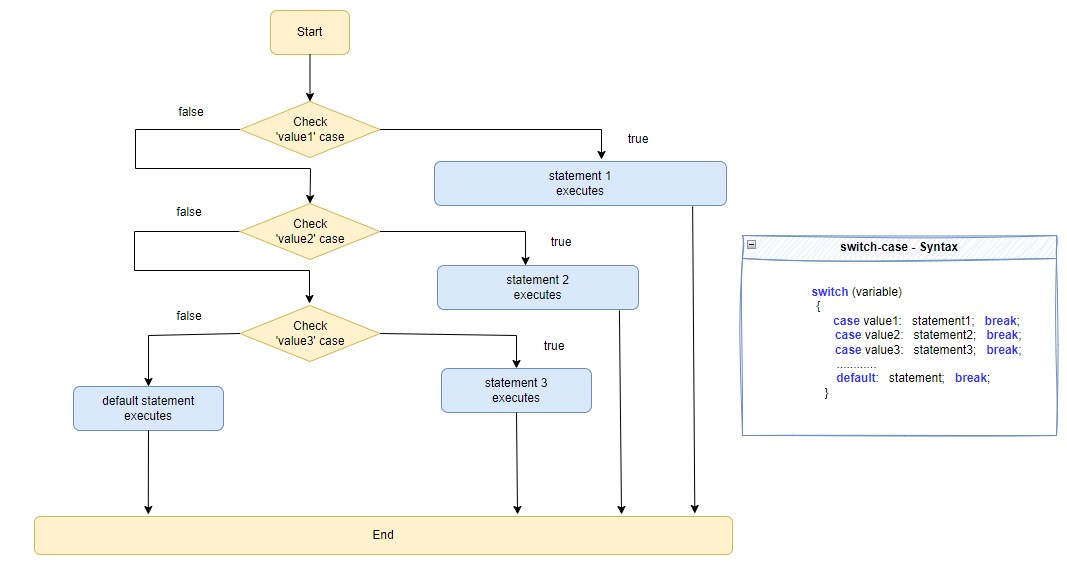 Start
false
Check
'value1' case
true
statement 1
executes
false
Check
'value2' case
true
statement 2
executes
false
Check
'value3' case
true
statement 3
executes
default statement
executes
End
switch-case - Syntax
switch (variable)
{
case value1: statement1; break;
case value2: statement2; break;
case value3: statement3; break;
............
default: statement; break;
}